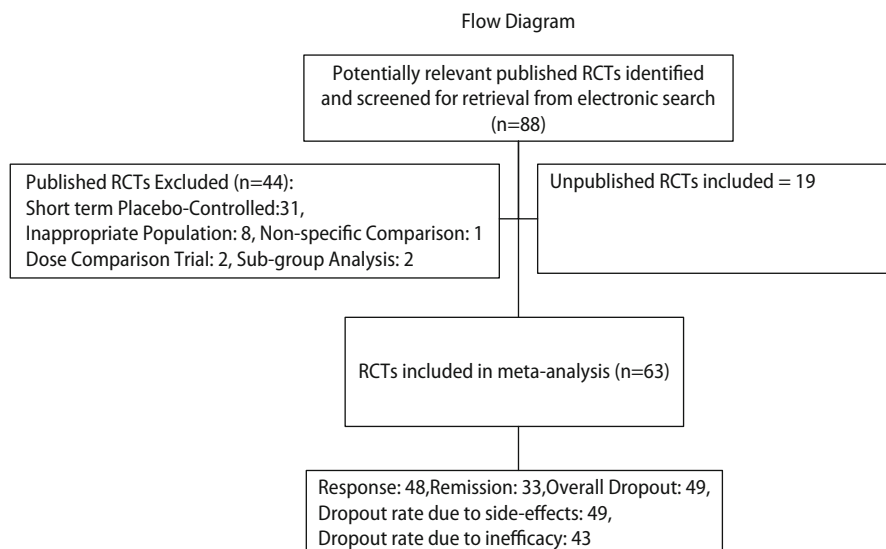 Flow Diagram
Potentially relevant published RCTs identified
and screened for retrieval from electronic search
(n=88)
Published RCTs Excluded (n=44):
Short term Placebo-Controlled:31,
Inappropriate Population: 8, Non-specific Comparison: 1
Dose Comparison Trial: 2, Sub-group Analysis: 2
Unpublished RCTs included = 19
RCTs included in meta-analysis (n=63)
Response: 48,Remission: 33,Overall Dropout: 49,
Dropout rate due to side-effects: 49,
Dropout rate due to inefficacy: 43